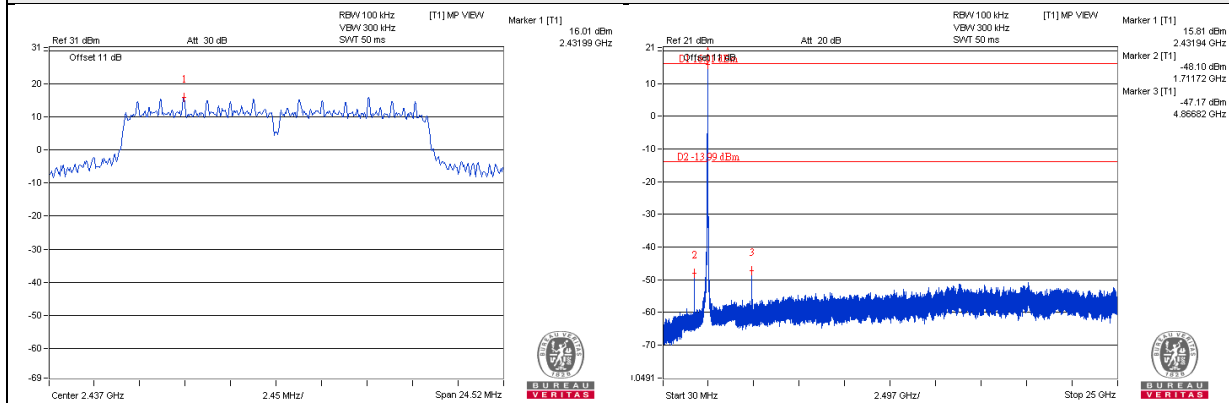 RBW 100 kHz [T1] MP VIEW
VBW 300 kHz
Ref 31 dBm Att 30 dB SWT 50 ms
Marker 1 [T1]
16.01 dBm
2.43199 GHz
31
Offset 11 dB
20
10
0
-10
-20
-30
-40
-50
-60
-69
1
Center 2.437 GHz 2.45 MHz/ Span 24.52 MHz
BUREAU VERITAS
1828
BUREAU
VERITAS
RBW 100 kHz [T1] MP VIEW
VBW 300 kHz
Ref 21 dBm Att 20 dB SWT 50 ms
Marker 1 [T1]
15.81 dBm
2.43194 GHz
Marker 2 [T1]
-48.10 dBm
1.71172 GHz
Marker 3 [T1]
-47.17 dBm
4.86682 GHz
21
0
-10
D2 -13.99 dBm
-20
-30
-40
-50
-60
-70
2
3
Start 30 MHz 2.497 GHz/ Stop 25 GHz
BUREAU VERITAS
1828
BUREAU
VERITAS